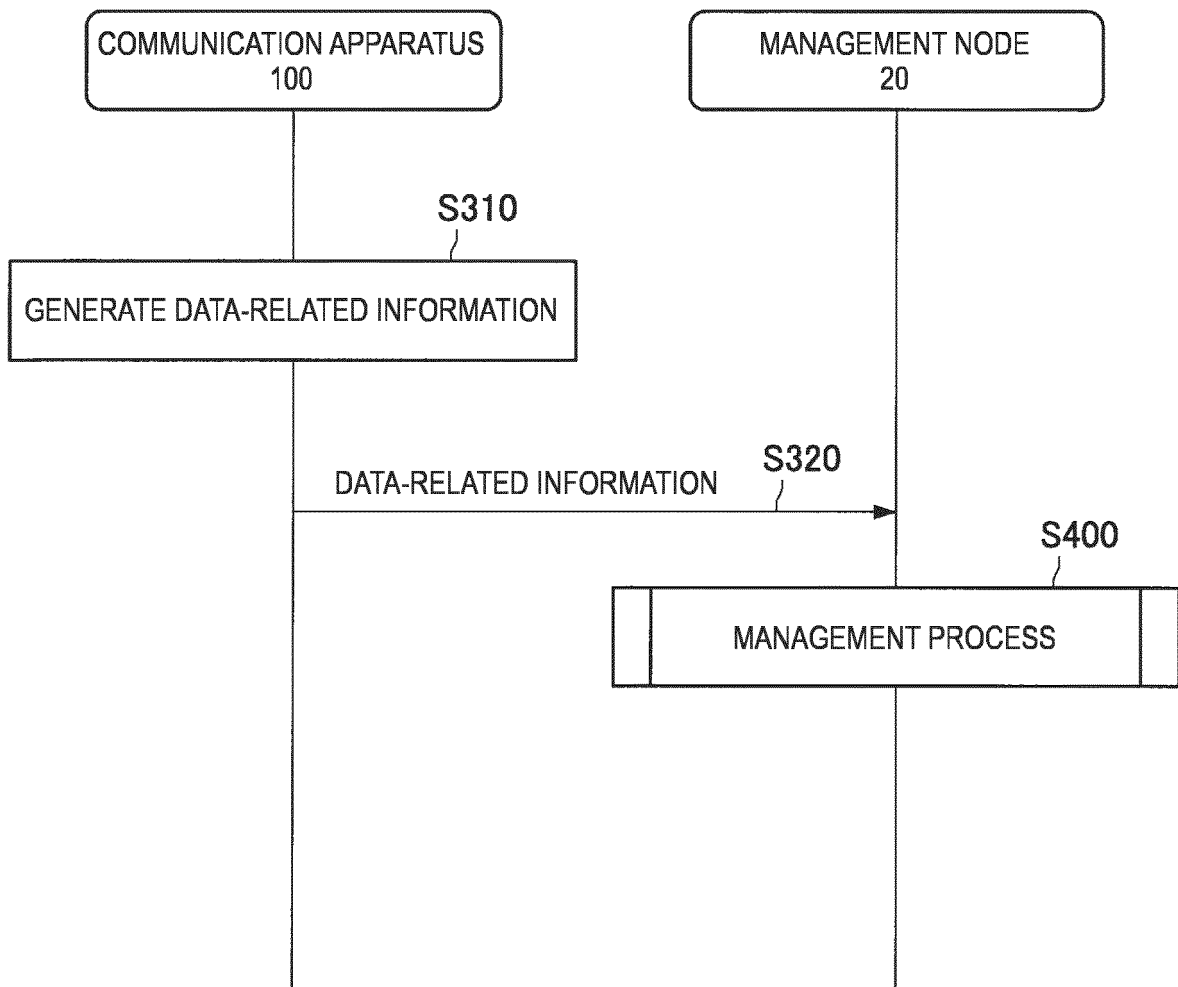 COMMUNICATION APPARATUS
100
MANAGEMENT NODE
20
S310
GENERATE DATA-RELATED INFORMATION
S320
DATA-RELATED INFORMATION
S400
MANAGEMENT PROCESS